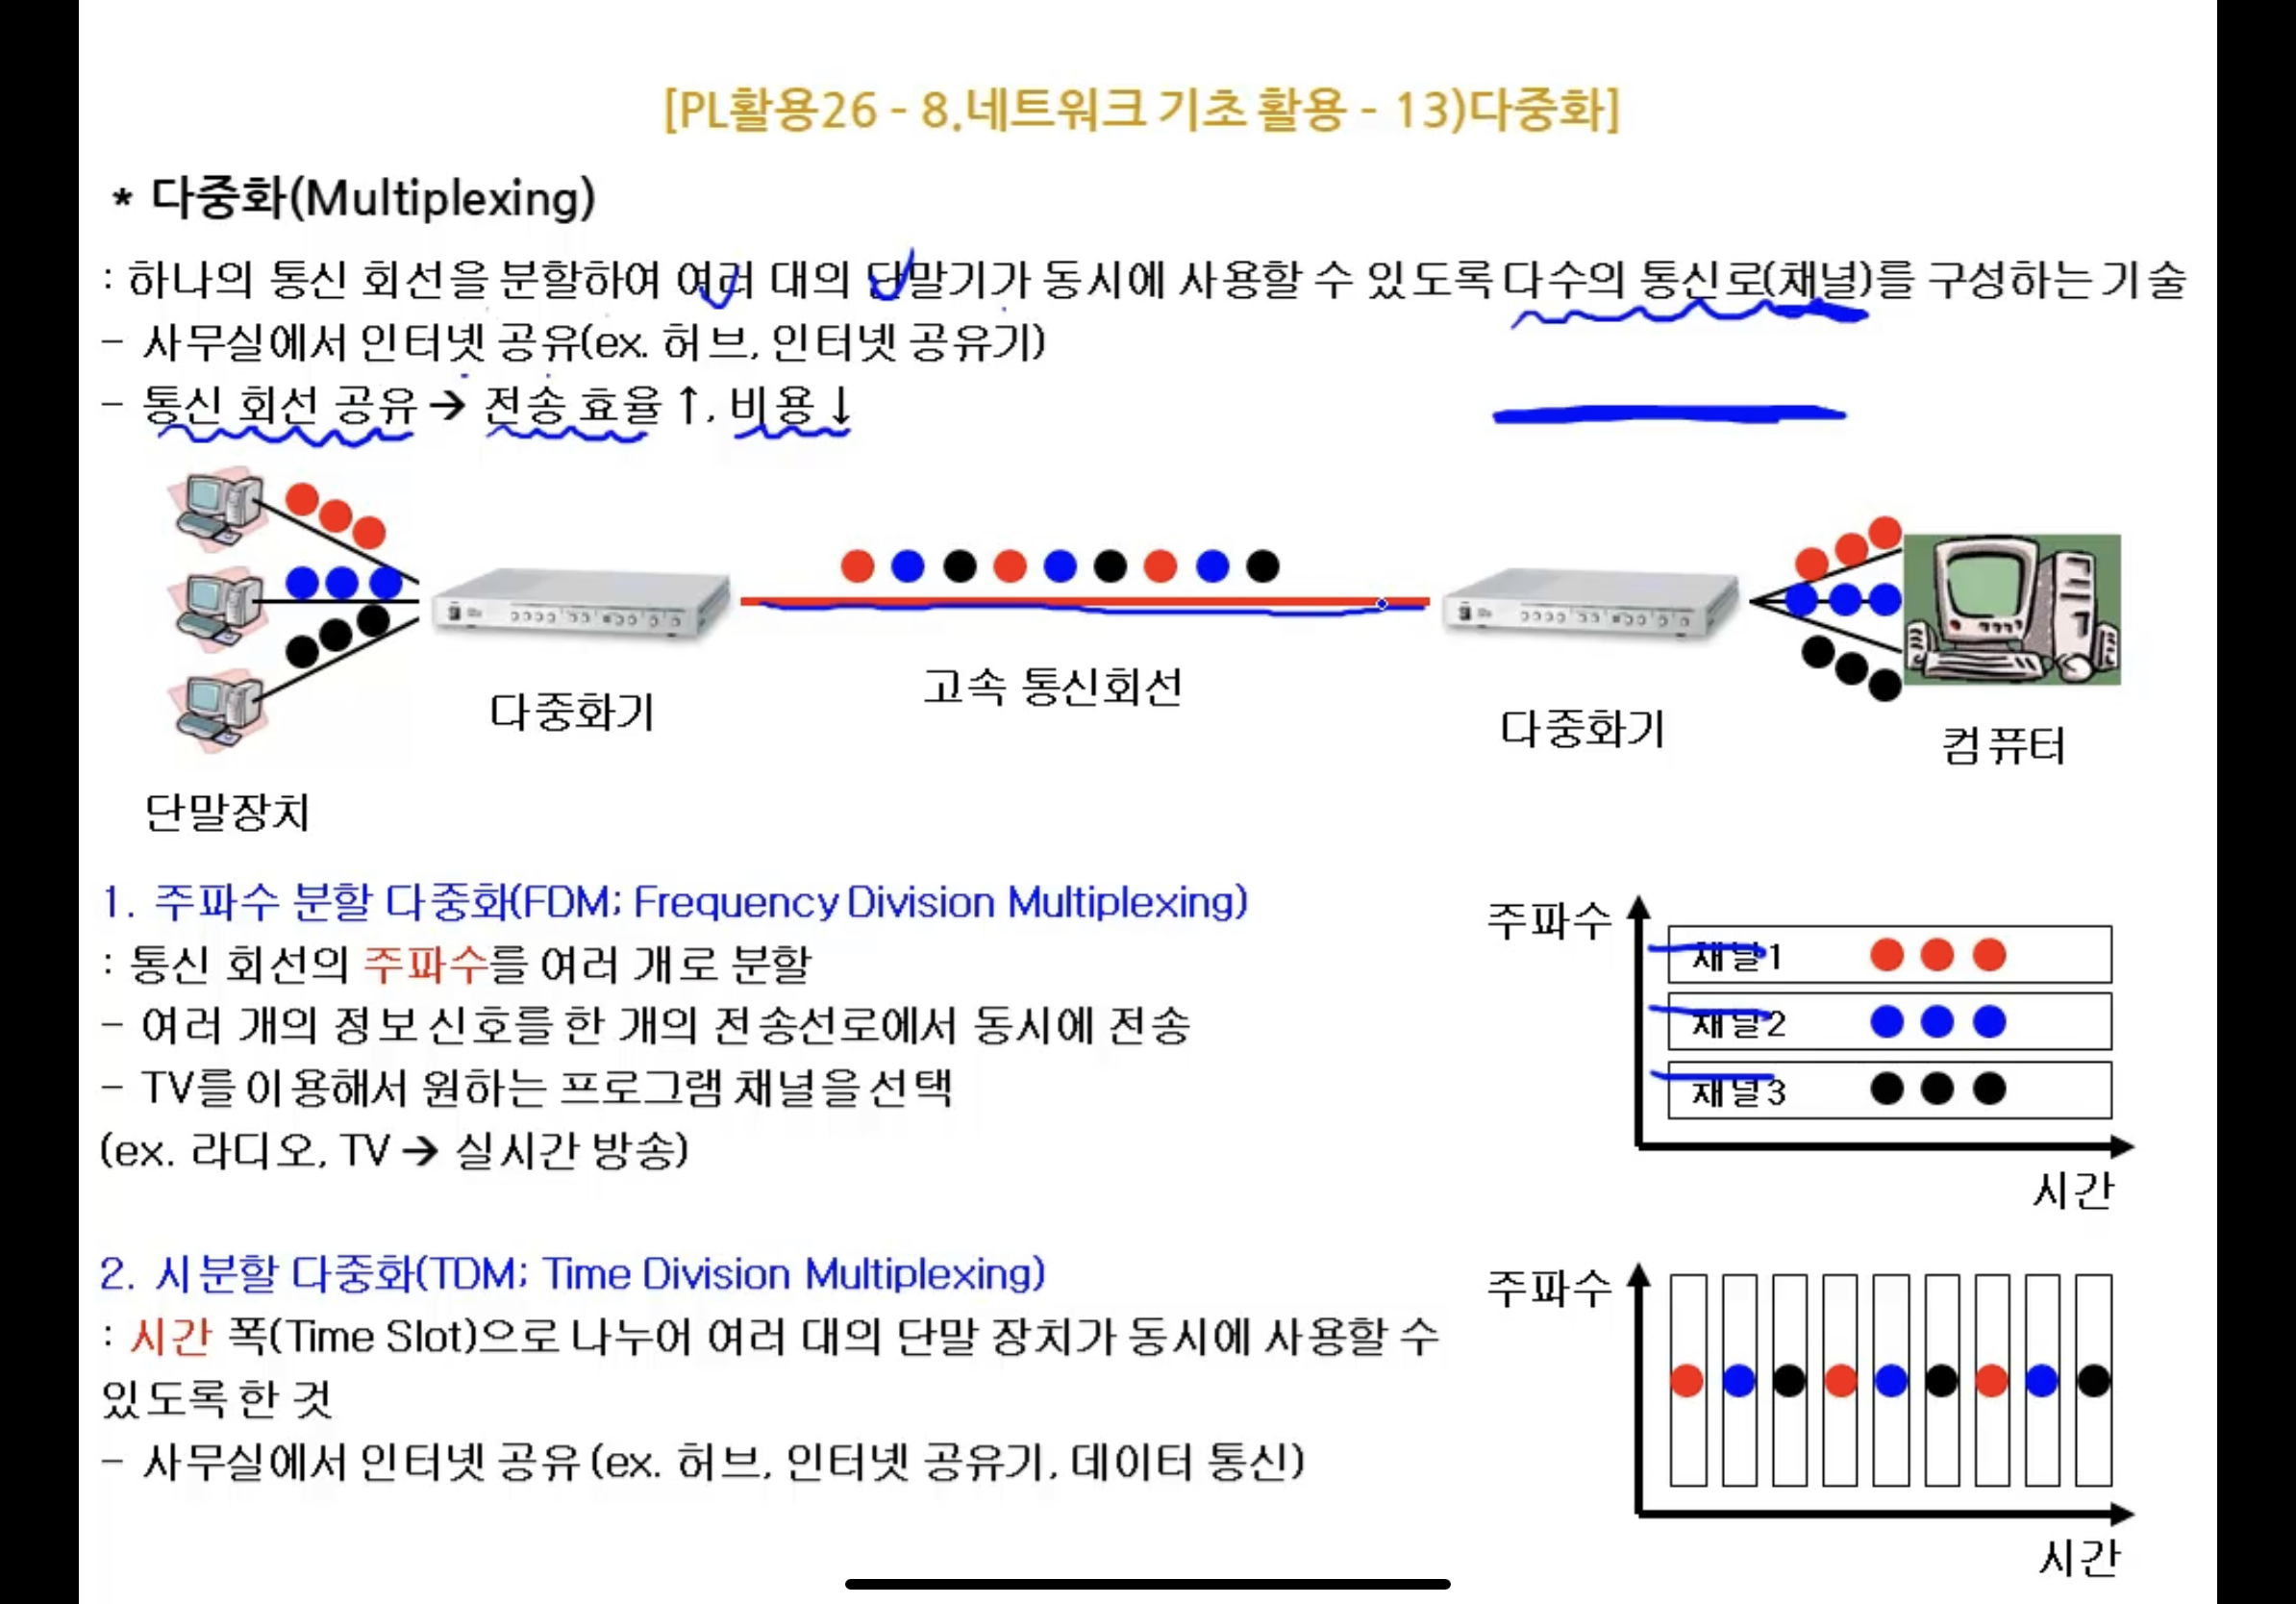 [PL활용26 - 8.네트워크 기초 활용 - 13)다중화]
* 다중화(Multiplexing)
: 하나의 통신 회선을 분할하여 여러 대의 단말기가 동시에 사용할 수 있도록 다수의 통신로(채널)를 구성하는 기술
- 사무실에서 인터넷 공유(ex. 허브, 인터넷 공유기)
- 통신 회선 공유 → 전송 효율 ↑, 비용 ↓
고속 통신회선
다중화기
다중화기
컴퓨터
단말장치
1. 주파수 분할 다중화(FDM; Frequency Division Multiplexing)
: 통신 회선의 주파수를 여러 개로 분할
- 여러 개의 정보 신호를 한 개의 전송선로에서 동시에 전송
- TV를 이용해서 원하는 프로그램 채널을 선택
(ex. 라디오, TV → 실시간 방송)
주파수
채널1
채널2
채널3
시간
2. 시분할 다중화(TDM; Time Division Multiplexing)
: 시간 폭(Time Slot)으로 나누어 여러 대의 단말 장치가 동시에 사용할 수
있도록 한 것
- 사무실에서 인터넷 공유 (ex. 허브, 인터넷 공유기, 데이터 통신)
주파수
시간